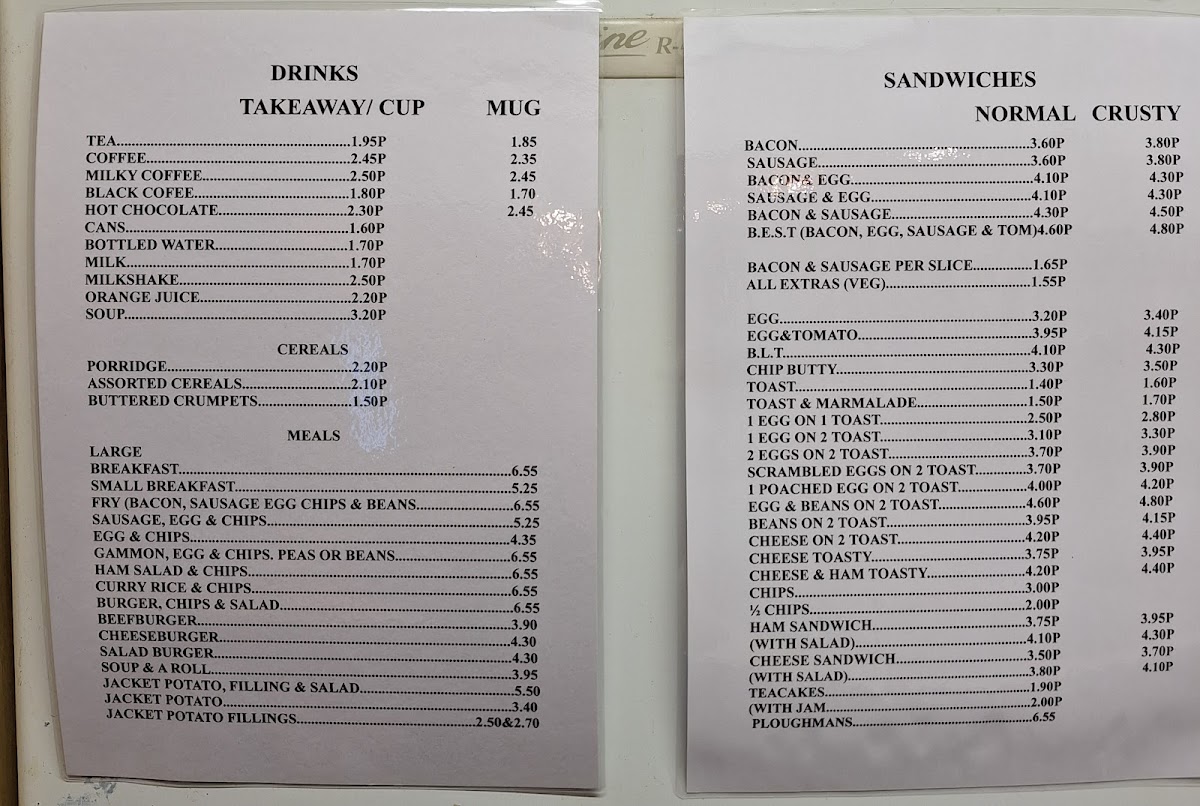 ine R-
DRINKS
TAKEAWAY/ CUP MUG
TEA...1.95P 1.85
COFFEE...2.45P 2.35
MILKY COFFEE...2.50P 2.45
BLACK COFEE...1.80P 1.70
HOT CHOCOLATE...2.30P 2.45
CANS...1.60P
BOTTLED WATER...1.70P
MILK...1.70P
MILKSHAKE...2.50P
ORANGE JUICE...2.20P
SOUP...3.20P
CEREALS
PORRIDGE...2.20P
ASSORTED CEREALS...2.10P
BUTTERED CRUMPETS...1.50P
MEALS
LARGE
BREAKFAST...6.55
SMALL BREAKFAST...5.25
FRY (BACON, SAUSAGE EGG CHIPS & BEANS...6.55
SAUSAGE, EGG & CHIPS...5.25
EGG & CHIPS...4.35
GAMMON, EGG & CHIPS. PEAS OR BEANS...6.55
HAM SALAD & CHIPS...6.55
CURRY RICE & CHIPS...6.55
BURGER, CHIPS & SALAD...6.55
BEEFBURGER...3.90
CHEESEBURGER...4.30
SALAD BURGER...4.30
SOUP & A ROLL...3.95
JACKET POTATO, FILLING & SALAD...5.50
JACKET POTATO...3.40
JACKET POTATO FILLINGS...2.50&2.70
SANDWICHES
NORMAL CRUSTY
BACON...3.60P 3.80P
SAUSAGE...3.60P 3.80P
BACON& EGG...4.10P 4.30P
SAUSAGE & EGG...4.10P 4.30P
BACON & SAUSAGE...4.30P 4.50P
B.E.S.T (BACON, EGG, SAUSAGE & TOM)4.60P 4.80P
BACON & SAUSAGE PER SLICE...1.65P
ALL EXTRAS (VEG)...1.55P
EGG...3.20P 3.40P
EGG&TOMATO...3.95P 4.15P
B.L.T...4.10P 4.30P
CHIP BUTTY...3.30P 3.50P
TOAST...1.40P 1.60P
TOAST & MARMALADE...1.50P 1.70P
1 EGG ON 1 TOAST...2.50P 2.80P
1 EGG ON 2 TOAST...3.10P 3.30P
2 EGGS ON 2 TOAST...3.70P 3.90P
SCRAMBLED EGGS ON 2 TOAST...3.70P 3.90P
1 POACHED EGG ON 2 TOAST...4.00P 4.20P
EGG & BEANS ON 2 TOAST...4.60P 4.80P
BEANS ON 2 TOAST...3.95P 4.15P
CHEESE ON 2 TOAST...4.20P 4.40P
CHEESE TOASTY...3.75P 3.95P
CHEESE & HAM TOASTY...4.20P 4.40P
CHIPS...3.00P
½ CHIPS...2.00P
HAM SANDWICH...3.75P 3.95P
(WITH SALAD)...4.10P 4.30P
CHEESE SANDWICH...3.50P 3.70P
(WITH SALAD)...3.80P 4.10P
TEACAKES...1.90P
(WITH JAM...2.00P
PLOUGHMANS...6.55